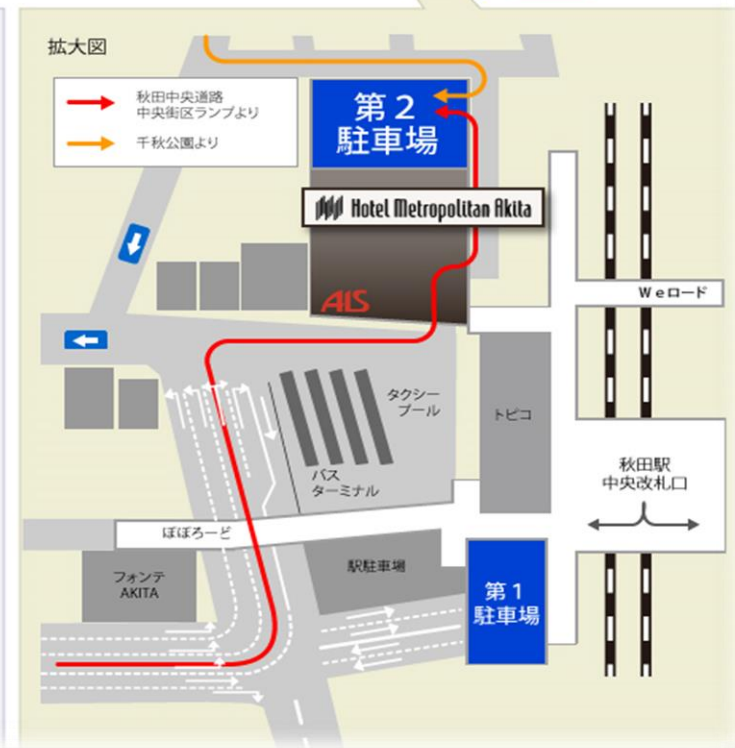 拡大図
秋田中央道路
中央街区ランプより
千秋公園より
第2
駐車場
Hotel Metropolitan Akita
ALS
Weロード
タクシー
プール
トピコ
バス
ターミナル
秋田駅
中央改札口
ぽぽろーど
フォンテ
AKITA
駅駐車場
第1
駐車場